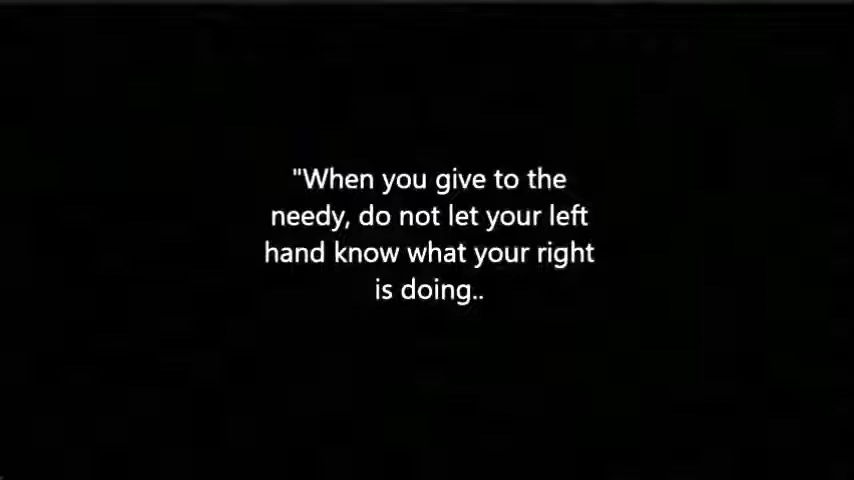 "When you give to the
needy, do not let your left
hand know what your right
is doing..